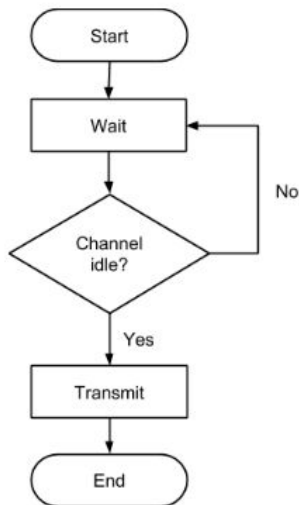 Start
Wait
No
Channel
idle?
Yes
Transmit
End